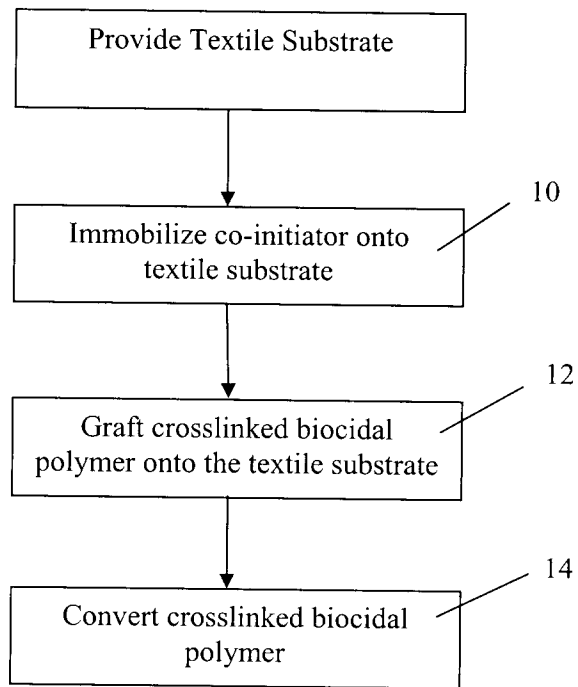 Provide Textile Substrate
10
Immobilize co-initiator onto
textile substrate
12
Graft crosslinked biocidal
polymer onto the textile substrate
14
Convert crosslinked biocidal
polymer